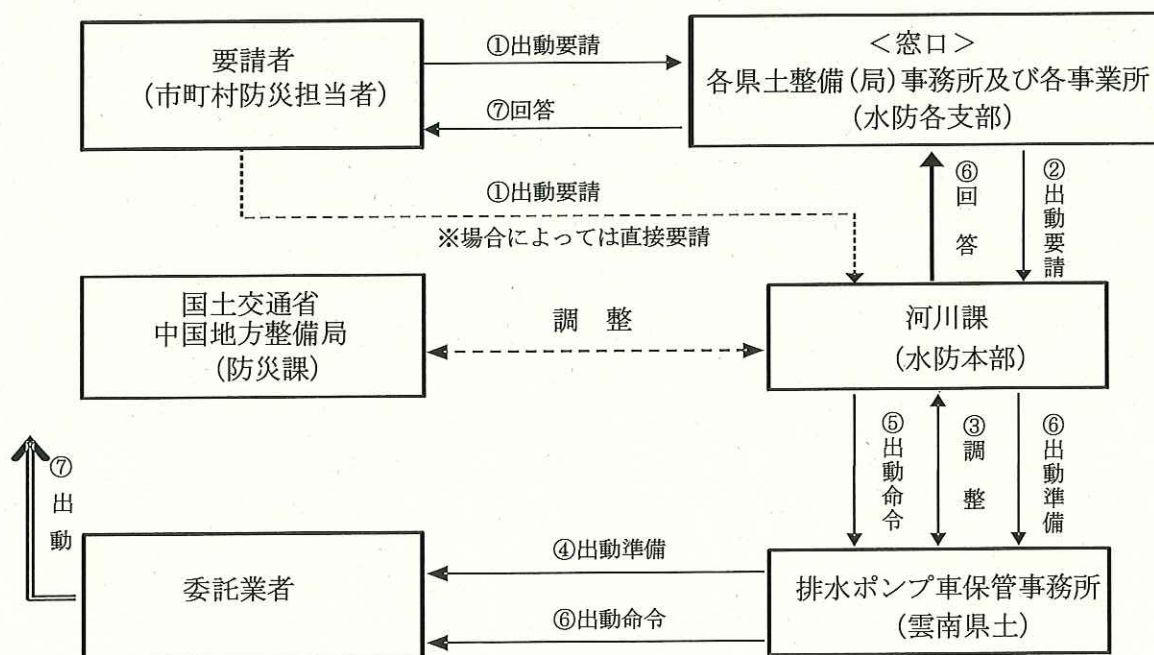 要請者
(市町村防災担当者)
①出動要請
⑦回答
＜窓口＞
各県土整備(局)事務所及び各事業所
(水防各支部)
①出動要請
※場合によっては直接要請
⑥回答
②出動要請
国土交通省
中国地方整備局
(防災課)
調 整
河川課
(水防本部)
⑤出動命令
③調 整
⑥出動準備
⑦出動
委託業者
④出動準備
⑥出動命令
排水ポンプ車保管事務所
(雲南県土)